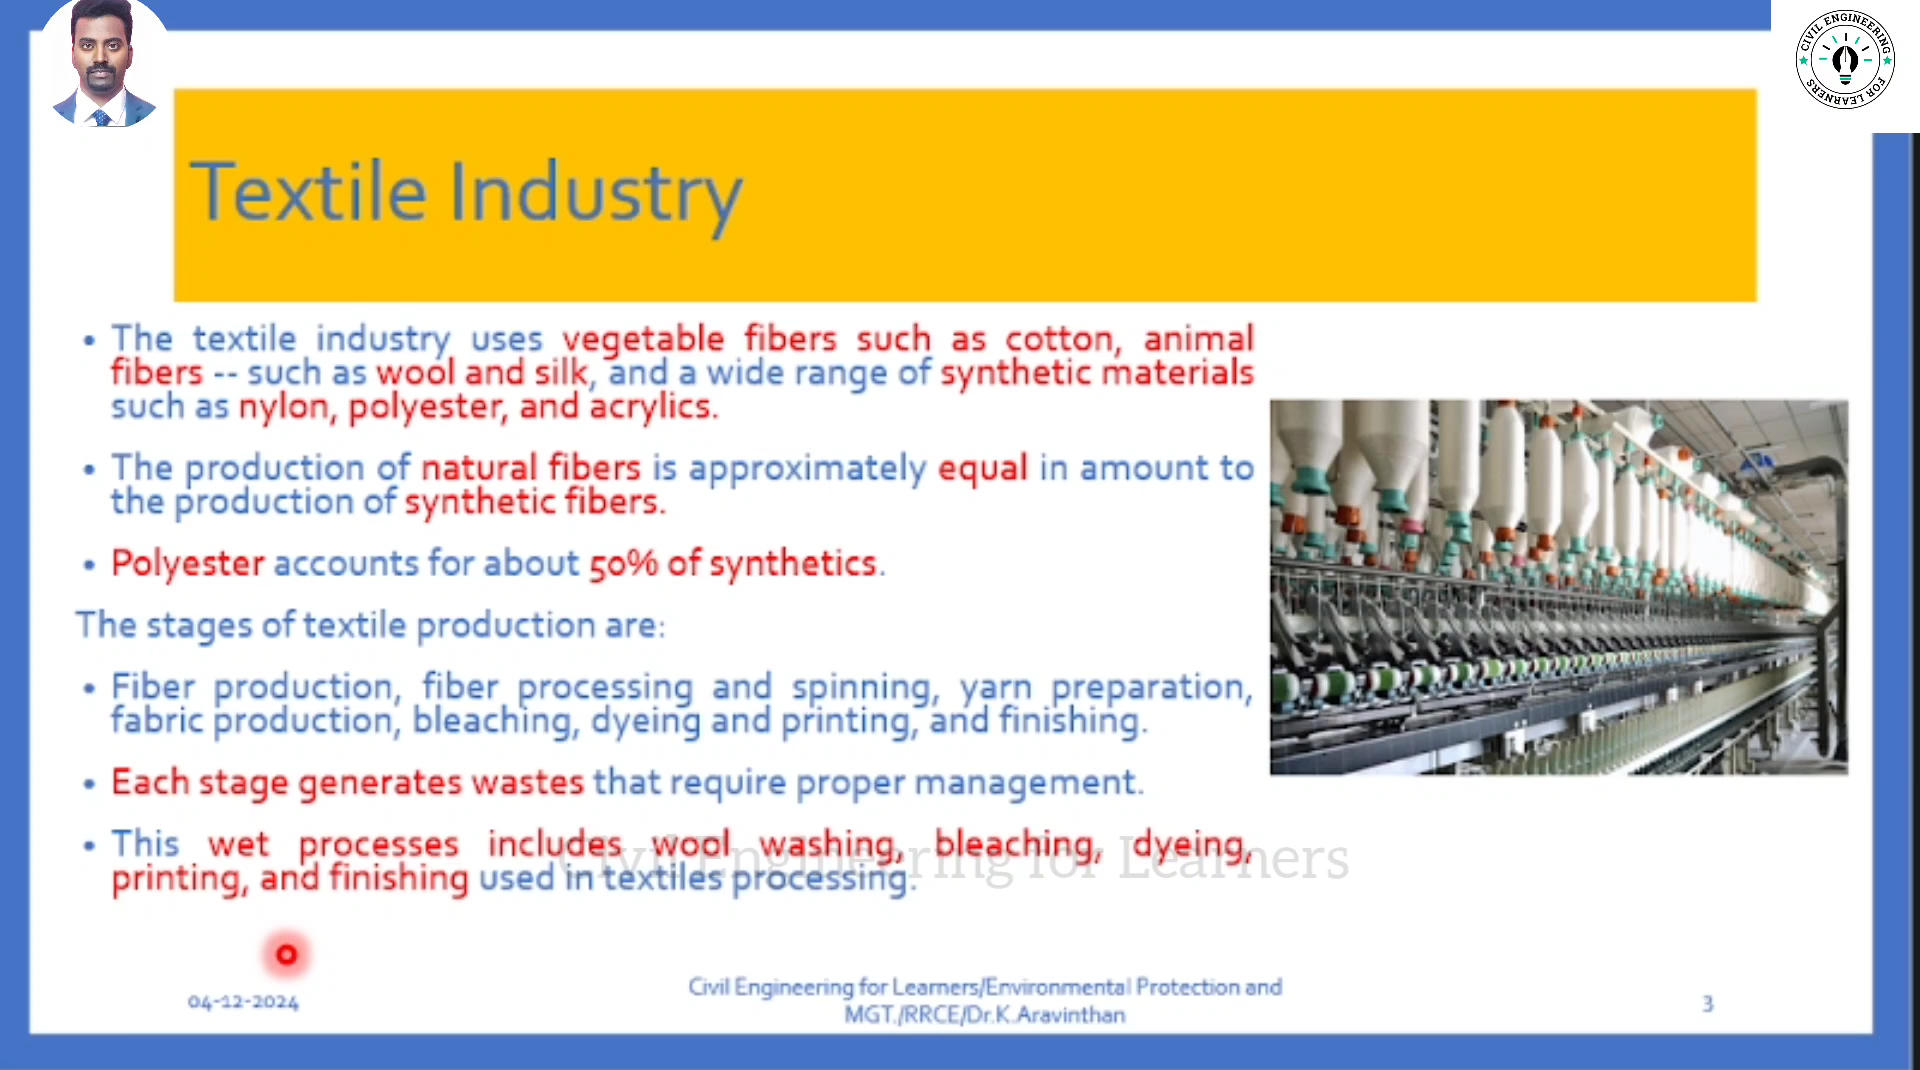 CIVIL ENGINEERING
FOR LEARNERS
Textile Industry
• The textile industry uses vegetable fibers such as cotton, animal
fibers -- such as wool and silk, and a wide range of synthetic materials
such as nylon, polyester, and acrylics.
• The production of natural fibers is approximately equal in amount to
the production of synthetic fibers.
• Polyester accounts for about 50% of synthetics.
The stages of textile production are:
• Fiber production, fiber processing and spinning, yarn preparation,
fabric production, bleaching, dyeing and printing, and finishing.
• Each stage generates wastes that require proper management.
• This wet processes includes wool washing, bleaching, dyeing,
printing, and finishing used in textiles processing.
Civil Engineering for Learners
04-12-2024
Civil Engineering for Learners/Environmental Protection and
MGT./RRCE/Dr.K.Aravinthan
3